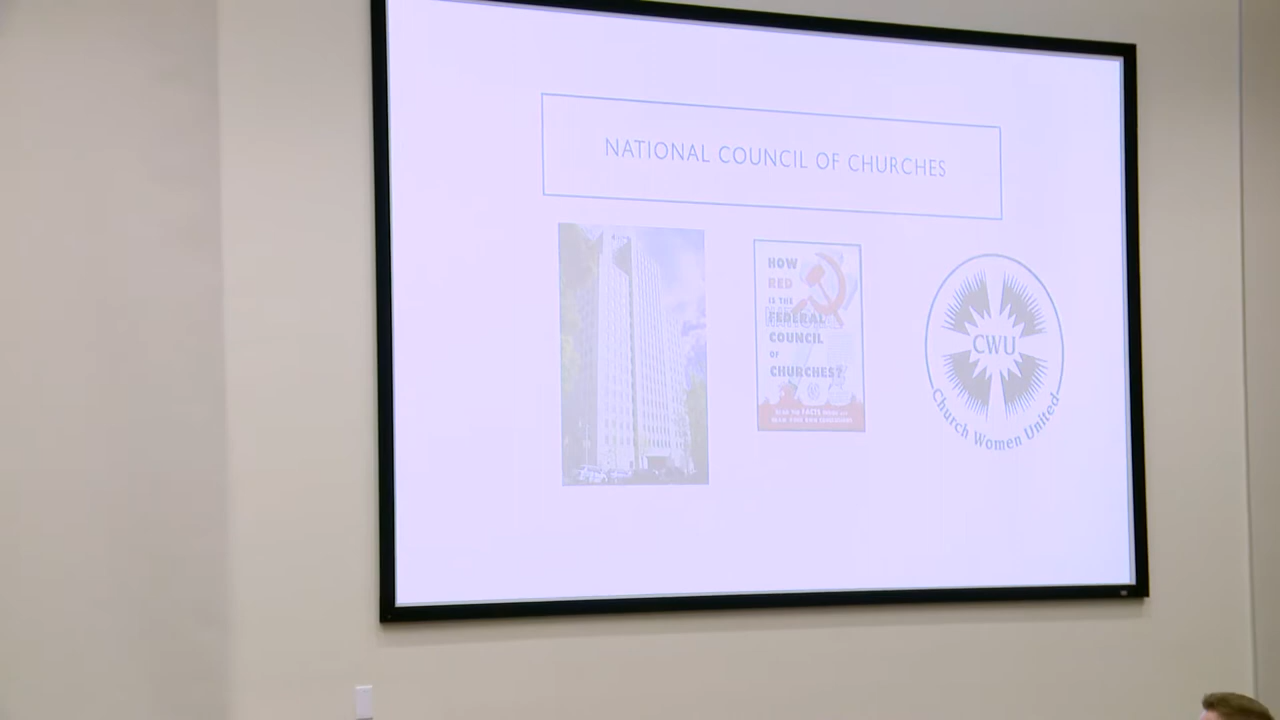 NATIONAL COUNCIL OF CHURCHES
HOW
RED
IS THE
FEDERAL
COUNCIL
OF
CHURCHES?
CWU
Church Women United